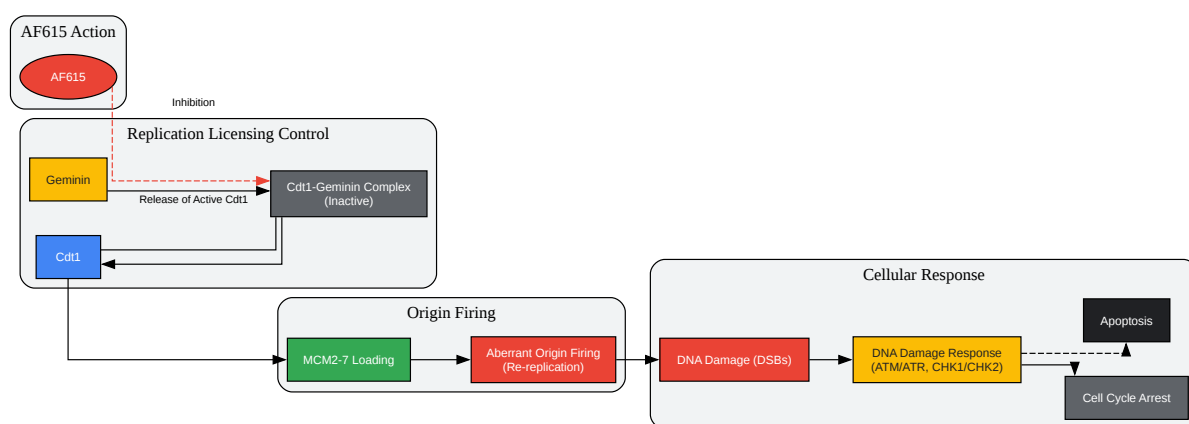 AF615 Action
AF615
Inhibition
Replication Licensing Control
Geminin
Cdt1-Geminin Complex
(Inactive)
Release of Active Cdt1
Cdt1
Cellular Response
Origin Firing
Apoptosis
MCM2-7 Loading
Aberrant Origin Firing
(Re-replication)
DNA Damage (DSBs)
DNA Damage Response
(ATM/ATR, CHK1/CHK2)
Cell Cycle Arrest